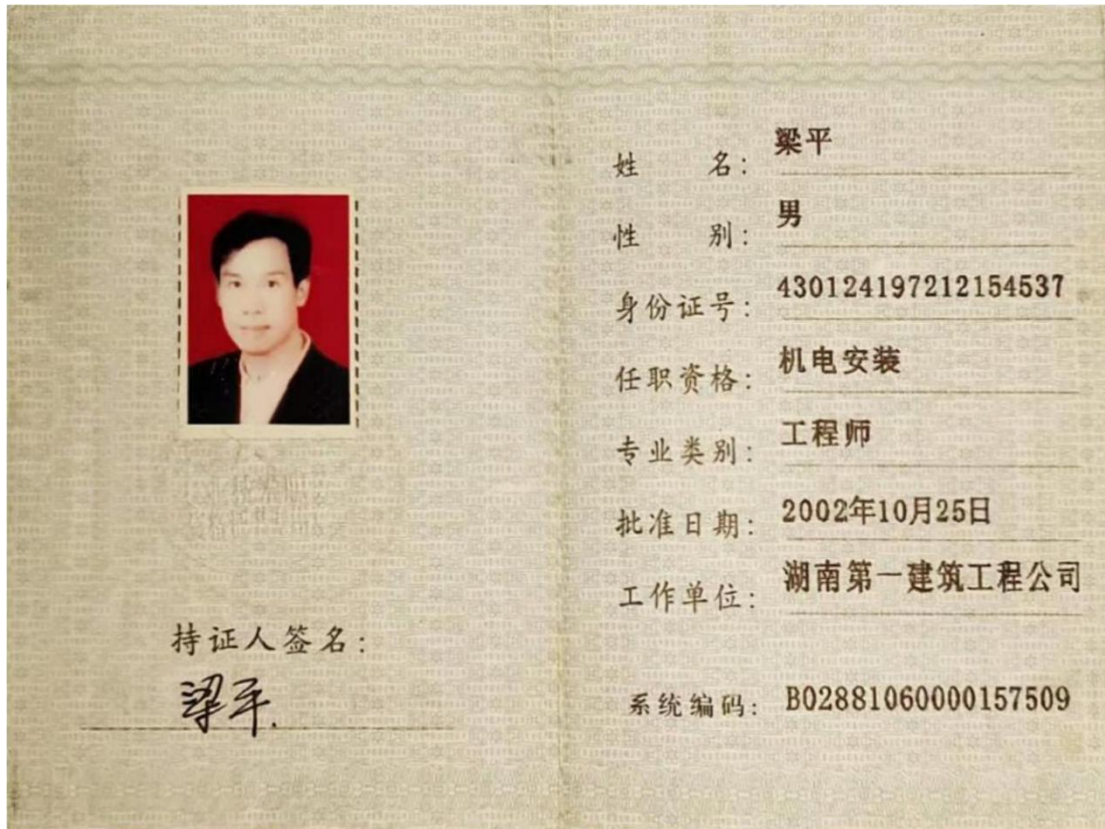 姓 名: 梁平
性 别: 男
身份证号: 430124197212154537
任职资格: 机电安装
专业类别: 工程师
批准日期: 2002年10月25日
工作单位: 湖南第一建筑工程公司
系统编码: B02881060000157509
持证人签名:
梁平.